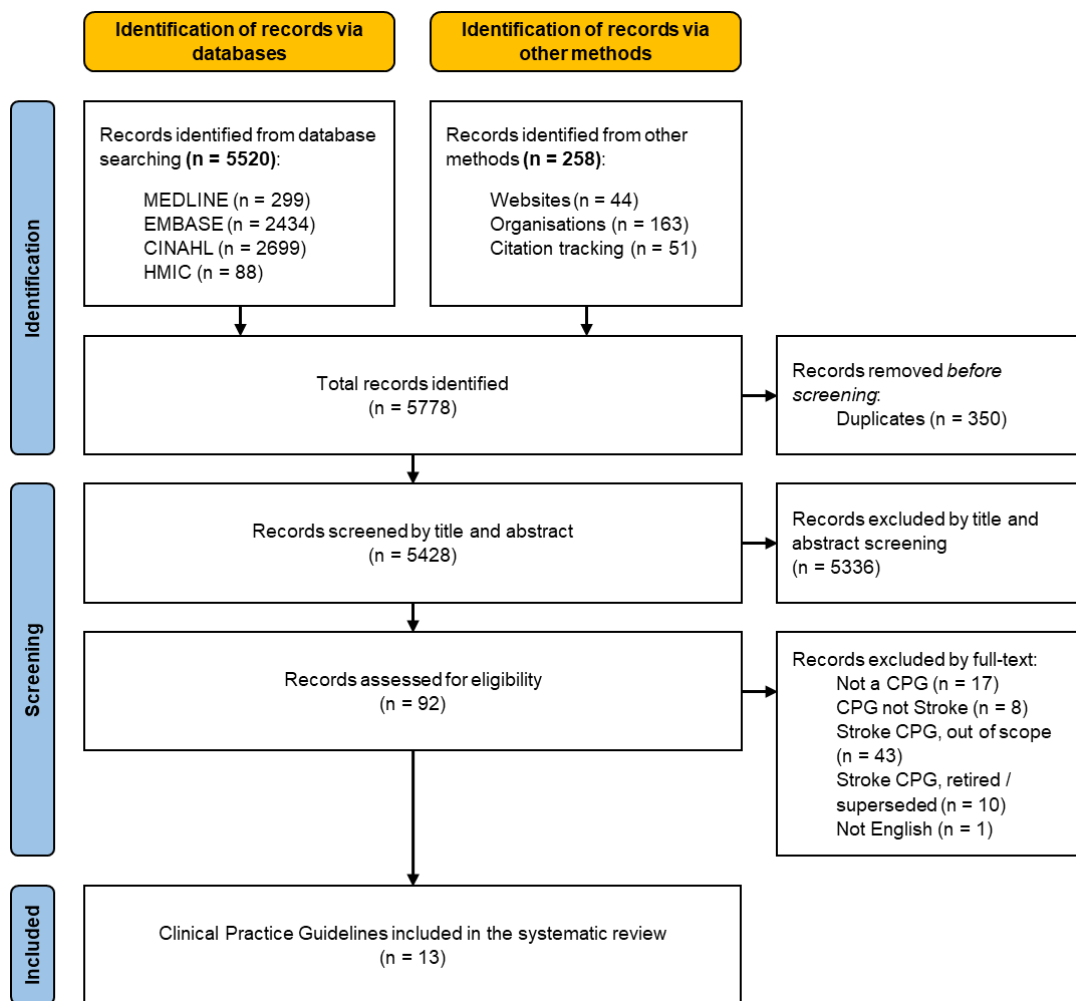 Identification of records via
databases
Identification of records via
other methods
Identification
Records identified from database
searching (n = 5520):
MEDLINE (n = 299)
EMBASE (n = 2434)
CINAHL (n = 2699)
HMIC (n = 88)
Records identified from other
methods (n = 258):
Websites (n = 44)
Organisations (n = 163)
Citation tracking (n = 51)
Total records identified
(n = 5778)
Records removed before
screening:
Duplicates (n = 350)
Screening
Records screened by title and abstract
(n = 5428)
Records excluded by title and
abstract screening
(n = 5336)
Records assessed for eligibility
(n = 92)
Records excluded by full-text:
Not a CPG (n = 17)
CPG not Stroke (n = 8)
Stroke CPG, out of scope
(n = 43)
Stroke CPG, retired /
superseded (n = 10)
Not English (n = 1)
Included
Clinical Practice Guidelines included in the systematic review
(n = 13)